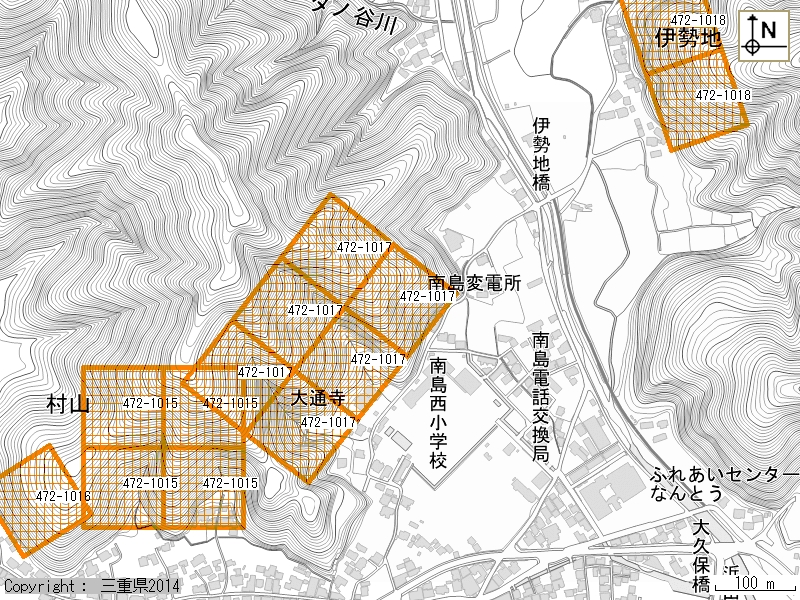 タノ谷川
472-1018
伊勢地
N
472-1018
伊勢地橋
472-1017
南島変電所
472-1017
472-1017
472-1017
南島電話交換局
472-1017
南島西小学校
大通寺
472-1017
村山
472-1015
472-1015
472-1016
472-1015
472-1015
ふれあいセンター
なんとう
大久保橋
100 m
Copyright : 三重県2014